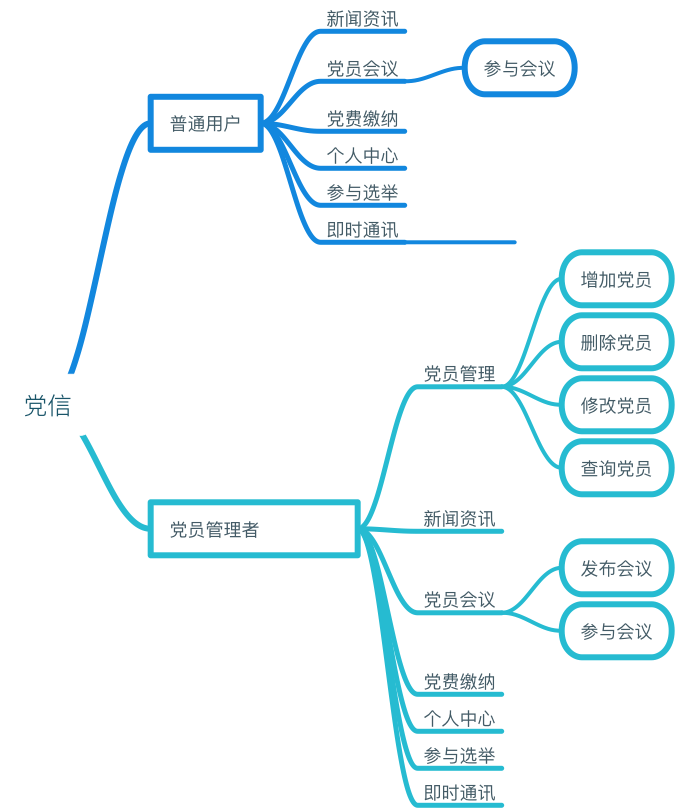 党信
普通用户
新闻资讯
党员会议
参与会议
党费缴纳
个人中心
参与选举
即时通讯
党员管理者
党员管理
增加党员
删除党员
修改党员
查询党员
新闻资讯
党员会议
发布会议
参与会议
党费缴纳
个人中心
参与选举
即时通讯